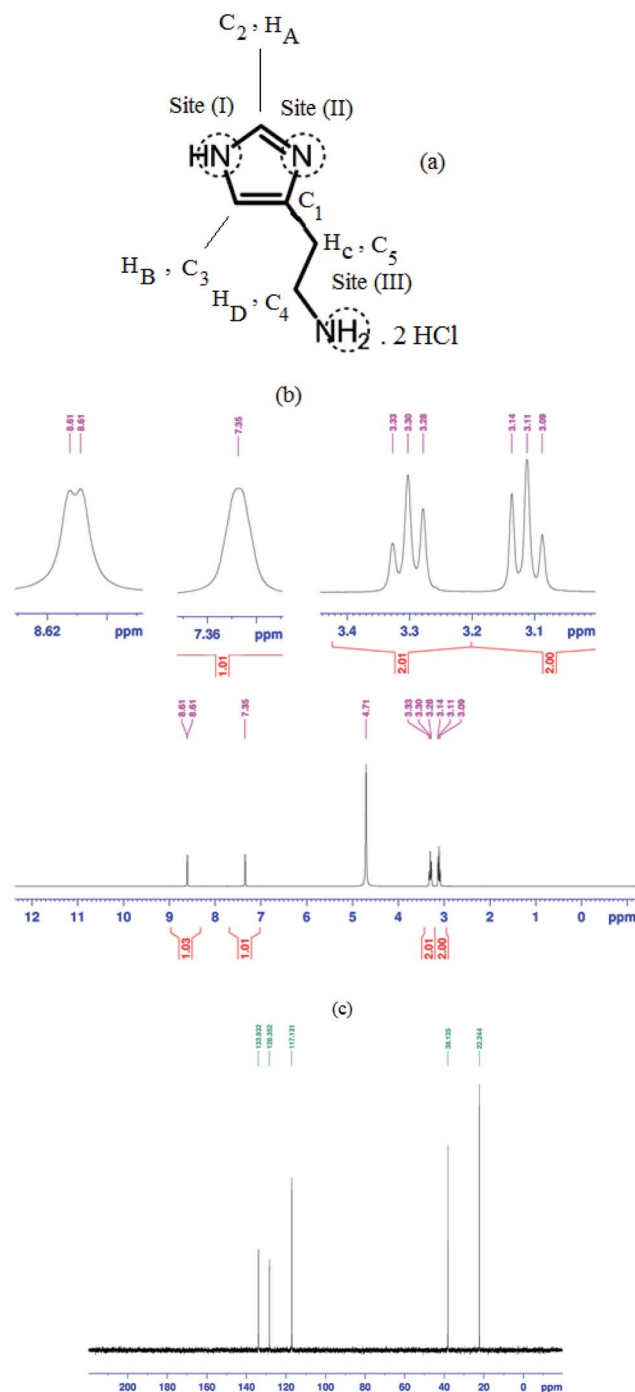 C2 , HA
Site (I) Site (II)
HN N (a)
C1
HB , C3 Hc , C5
HD , C4 Site (III)
NH2 . 2 HCl
(b)
8.61 8.61 7.35 3.33 3.30 3.28 3.14 3.11 3.09
8.62 ppm 7.36 ppm 3.4 3.3 3.2 3.1 ppm
1.01 2.01 2.00
8.61 8.61 7.35 4.71 3.33 3.30 3.28 3.14 3.11 3.09
12 11 10 9 8 7 6 5 4 3 2 1 0 ppm
1.03 1.01 2.01 2.00
(c)
133.932 128.352 117.131 38.135 22.244
200 180 160 140 120 100 80 60 40 20 0 ppm